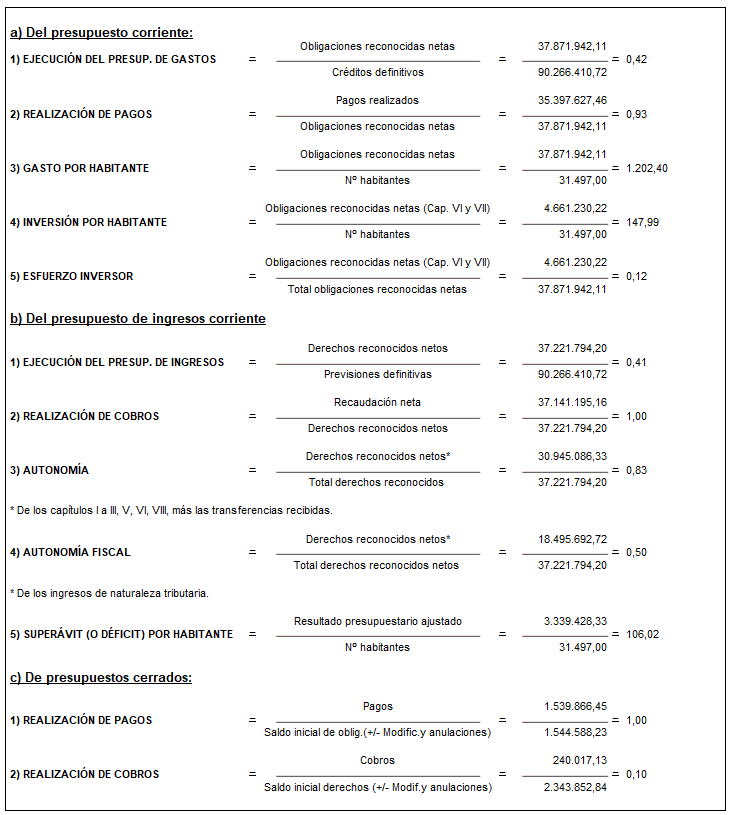 a) Del presupuesto corriente:
Obligaciones reconocidas netas 37.871.942,11
1) EJECUCIÓN DEL PRESUP. DE GASTOS = = = 0,42
Créditos definitivos 90.266.410,72
Pagos realizados 35.397.627,46
2) REALIZACIÓN DE PAGOS = = = 0,93
Obligaciones reconocidas netas 37.871.942,11
Obligaciones reconocidas netas 37.871.942,11
3) GASTO POR HABITANTE = = = 1.202,40
Nº habitantes 31.497,00
Obligaciones reconocidas netas (Cap. VI y VII) 4.661.230,22
4) INVERSIÓN POR HABITANTE = = = 147,99
Nº habitantes 31.497,00
Obligaciones reconocidas netas (Cap. VI y VII) 4.661.230,22
5) ESFUERZO INVERSOR = = = 0,12
Total obligaciones reconocidas netas 37.871.942,11
b) Del presupuesto de ingresos corriente
Derechos reconocidos netos 37.221.794,20
1) EJECUCIÓN DEL PRESUP. DE INGRESOS = = = 0,41
Previsiones definitivas 90.266.410,72
Recaudación neta 37.141.195,16
2) REALIZACIÓN DE COBROS = = = 1,00
Derechos reconocidos netos 37.221.794,20
Derechos reconocidos netos* 30.945.086,33
3) AUTONOMÍA = = = 0,83
Total derechos reconocidos 37.221.794,20
* De los capítulos I a III, V, VI, VIII, más las transferencias recibidas.
Derechos reconocidos netos* 18.495.692,72
4) AUTONOMÍA FISCAL = = = 0,50
Total derechos reconocidos netos 37.221.794,20
* De los ingresos de naturaleza tributaria.
Resultado presupuestario ajustado 3.339.428,33
5) SUPERÁVIT (O DÉFICIT) POR HABITANTE = = = 106,02
Nº habitantes 31.497,00
c) De presupuestos cerrados:
Pagos 1.539.866,45
1) REALIZACIÓN DE PAGOS = = = 1,00
Saldo inicial de oblig.(+/- Modific.y anulaciones) 1.544.588,23
Cobros 240.017,13
2) REALIZACIÓN DE COBROS = = = 0,10
Saldo inicial derechos (+/- Modif.y anulaciones) 2.343.852,84